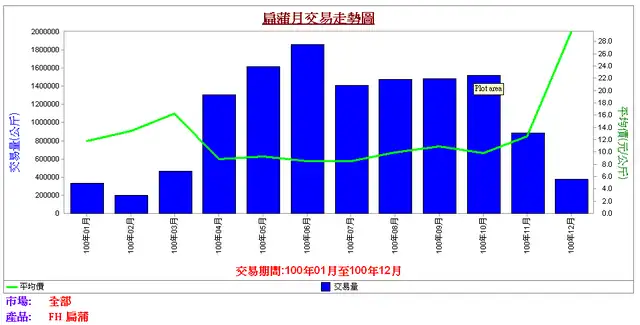 扁蒲月交易走勢圖
2000000
1800000
1600000
1400000
1200000
1000000
800000
600000
400000
200000
0
交易量(公斤)
28.0
26.0
24.0
22.0
20.0
18.0
16.0
14.0
12.0
10.0
8.0
6.0
4.0
2.0
0.0
平均價(元/公斤)
Plot area
100年01月
100年02月
100年03月
100年04月
100年05月
100年06月
100年07月
100年08月
100年09月
100年10月
100年11月
100年12月
交易期間:100年01月至100年12月
平均價 交易量
市場: 全部
產品: FH 扁蒲